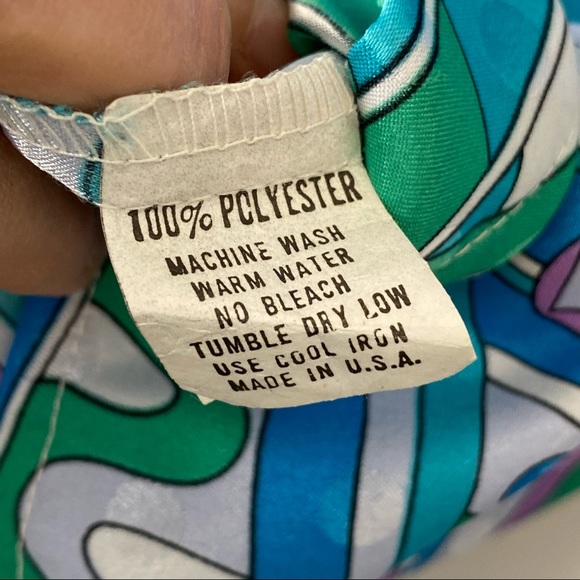 100% POLYESTER
MACHINE WASH
WARM WATER
NO BLEACH
TUMBLE DRY LOW
USE COOL IRON
MADE IN U.S.A.